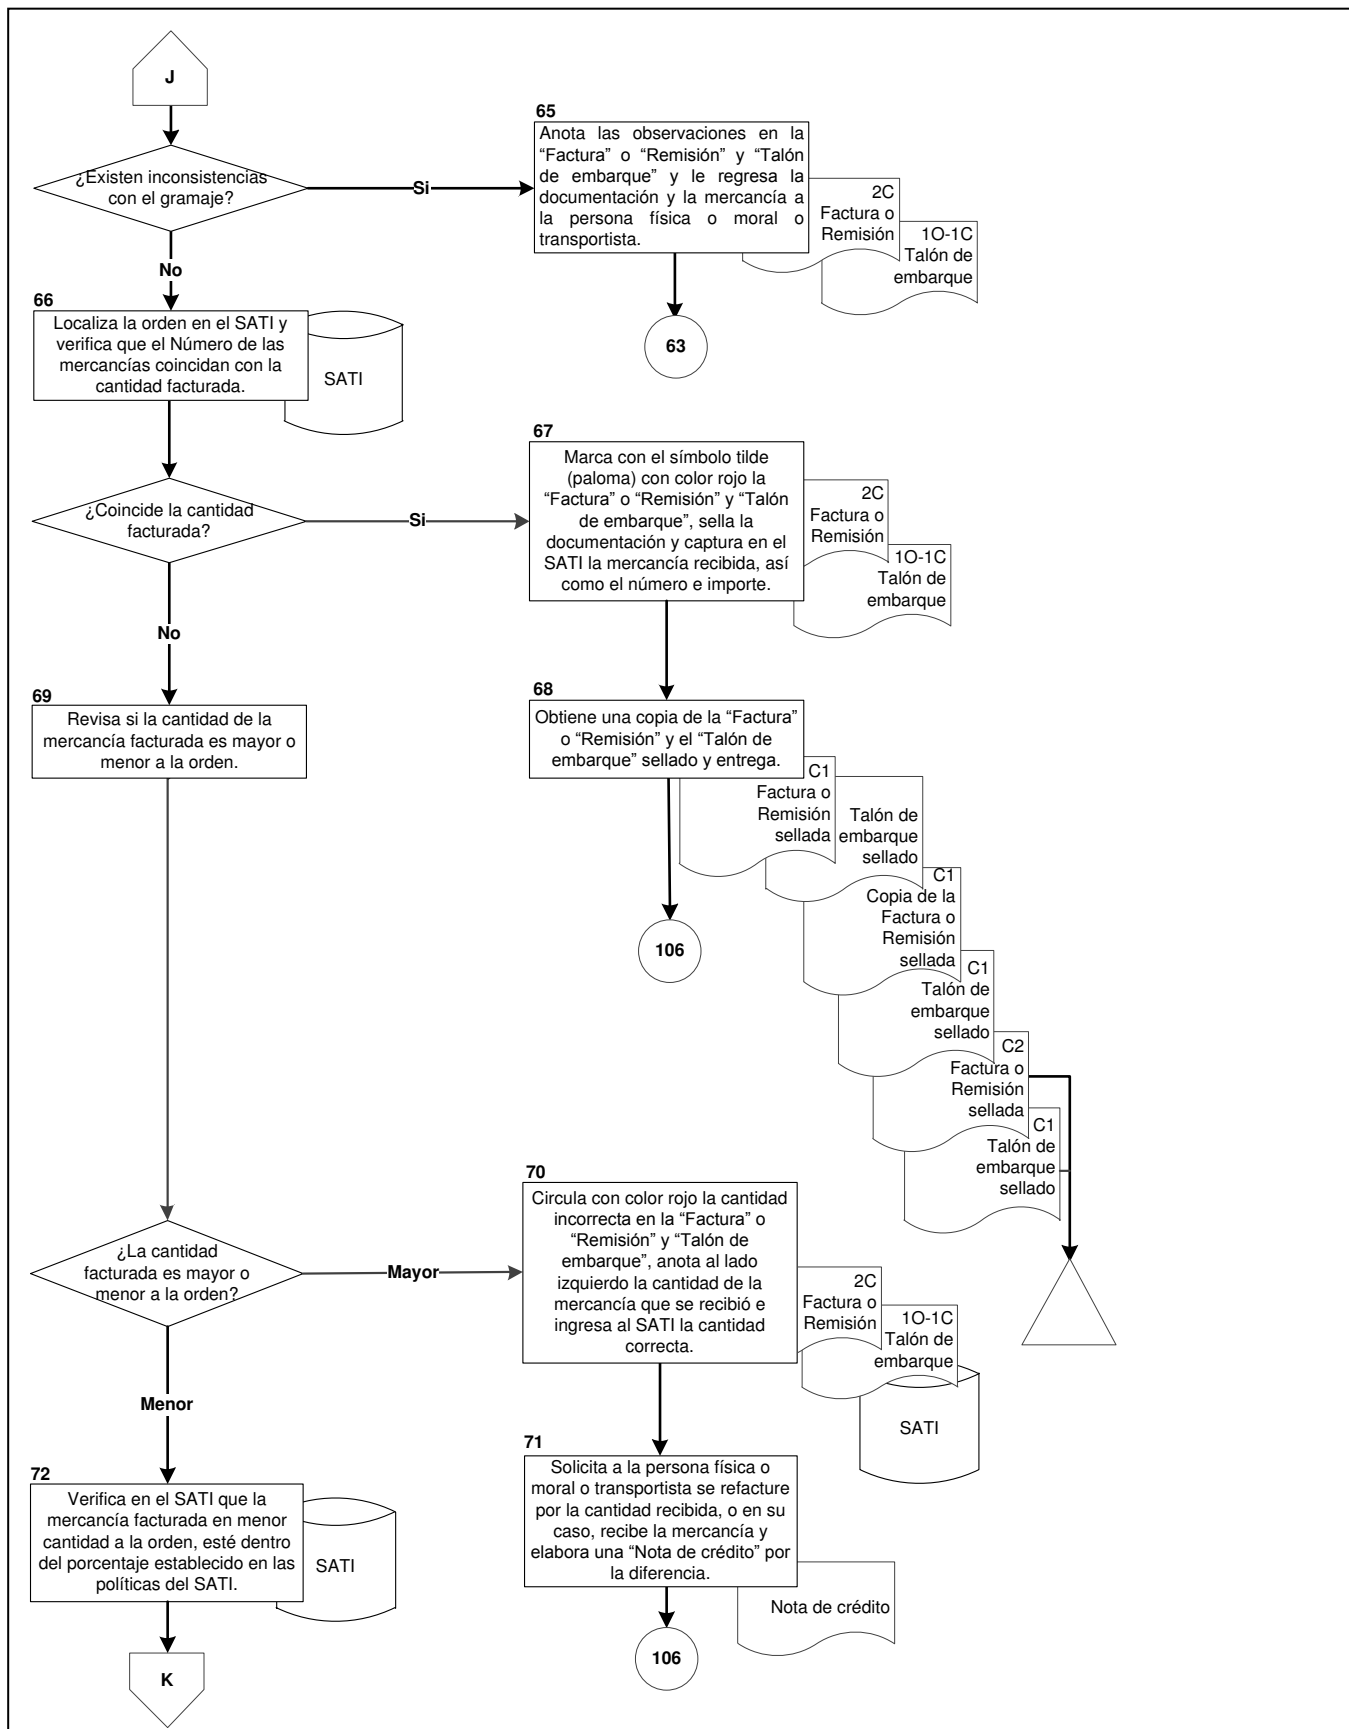 J
¿Existen inconsistencias
con el gramaje?
Si
65
Anota las observaciones en la
“Factura” o “Remisión” y “Talón
de embarque” y le regresa la
documentación y la mercancía a
la persona física o moral o
transportista.
2C
Factura o
Remisión
1O-1C
Talón de
embarque
63
No
66
Localiza la orden en el SATI y
verifica que el Número de las
mercancías coincidan con la
cantidad facturada.
SATI
¿Coincide la cantidad
facturada?
Si
67
Marca con el símbolo tilde
(paloma) con color rojo la
“Factura” o “Remisión” y “Talón
de embarque”, sella la
documentación y captura en el
SATI la mercancía recibida, así
como el número e importe.
2C
Factura o
Remisión
1O-1C
Talón de
embarque
No
68
Obtiene una copia de la “Factura”
o “Remisión” y el “Talón de
embarque” sellado y entrega.
C1
Factura o
Remisión
sellada
Talón de
embarque
sellado
C1
Copia de la
Factura o
Remisión
sellada
C1
Talón de
embarque
sellado
C2
Factura o
Remisión
sellada
C1
Talón de
embarque
sellado
106
69
Revisa si la cantidad de la
mercancía facturada es mayor o
menor a la orden.
¿La cantidad
facturada es mayor o
menor a la orden?
Mayor
70
Circula con color rojo la cantidad
incorrecta en la “Factura” o
“Remisión” y “Talón de
embarque”, anota al lado
izquierdo la cantidad de la
mercancía que se recibió e
ingresa al SATI la cantidad
correcta.
2C
Factura o
Remisión
1O-1C
Talón de
embarque
SATI
Menor
71
Solicita a la persona física o
moral o transportista se refacture
por la cantidad recibida, o en su
caso, recibe la mercancía y
elabora una “Nota de crédito” por
la diferencia.
Nota de crédito
106
72
Verifica en el SATI que la
mercancía facturada en menor
cantidad a la orden, esté dentro
del porcentaje establecido en las
políticas del SATI.
SATI
K